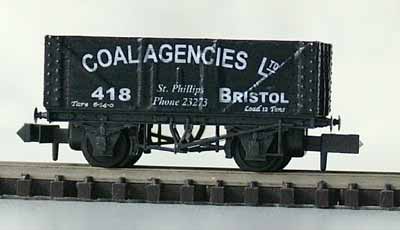 COAL AGENCIES Ltd.
418 St. Phillips BRISTOL
Tare 6-14-0 Phone 23273 Load 12 Tons